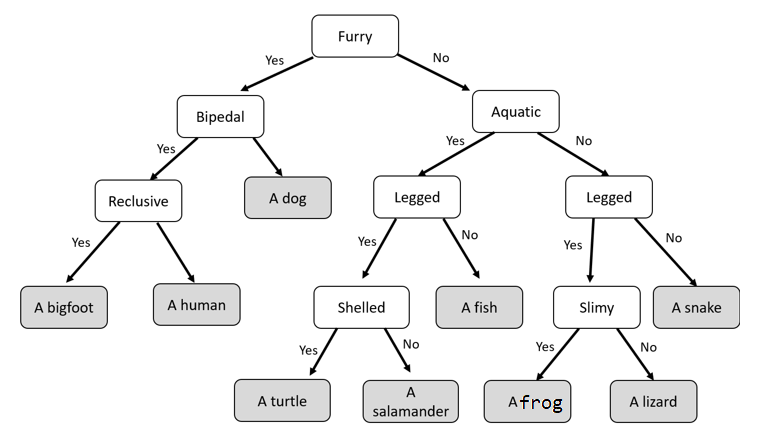 Furry
Yes
No
Bipedal
Aquatic
Yes
Yes
No
Reclusive
A dog
Legged
Legged
Yes
Yes
No
Yes
No
A bigfoot
A human
Shelled
A fish
Slimy
A snake
Yes
No
Yes
No
A turtle
A
salamander
A frog
A lizard